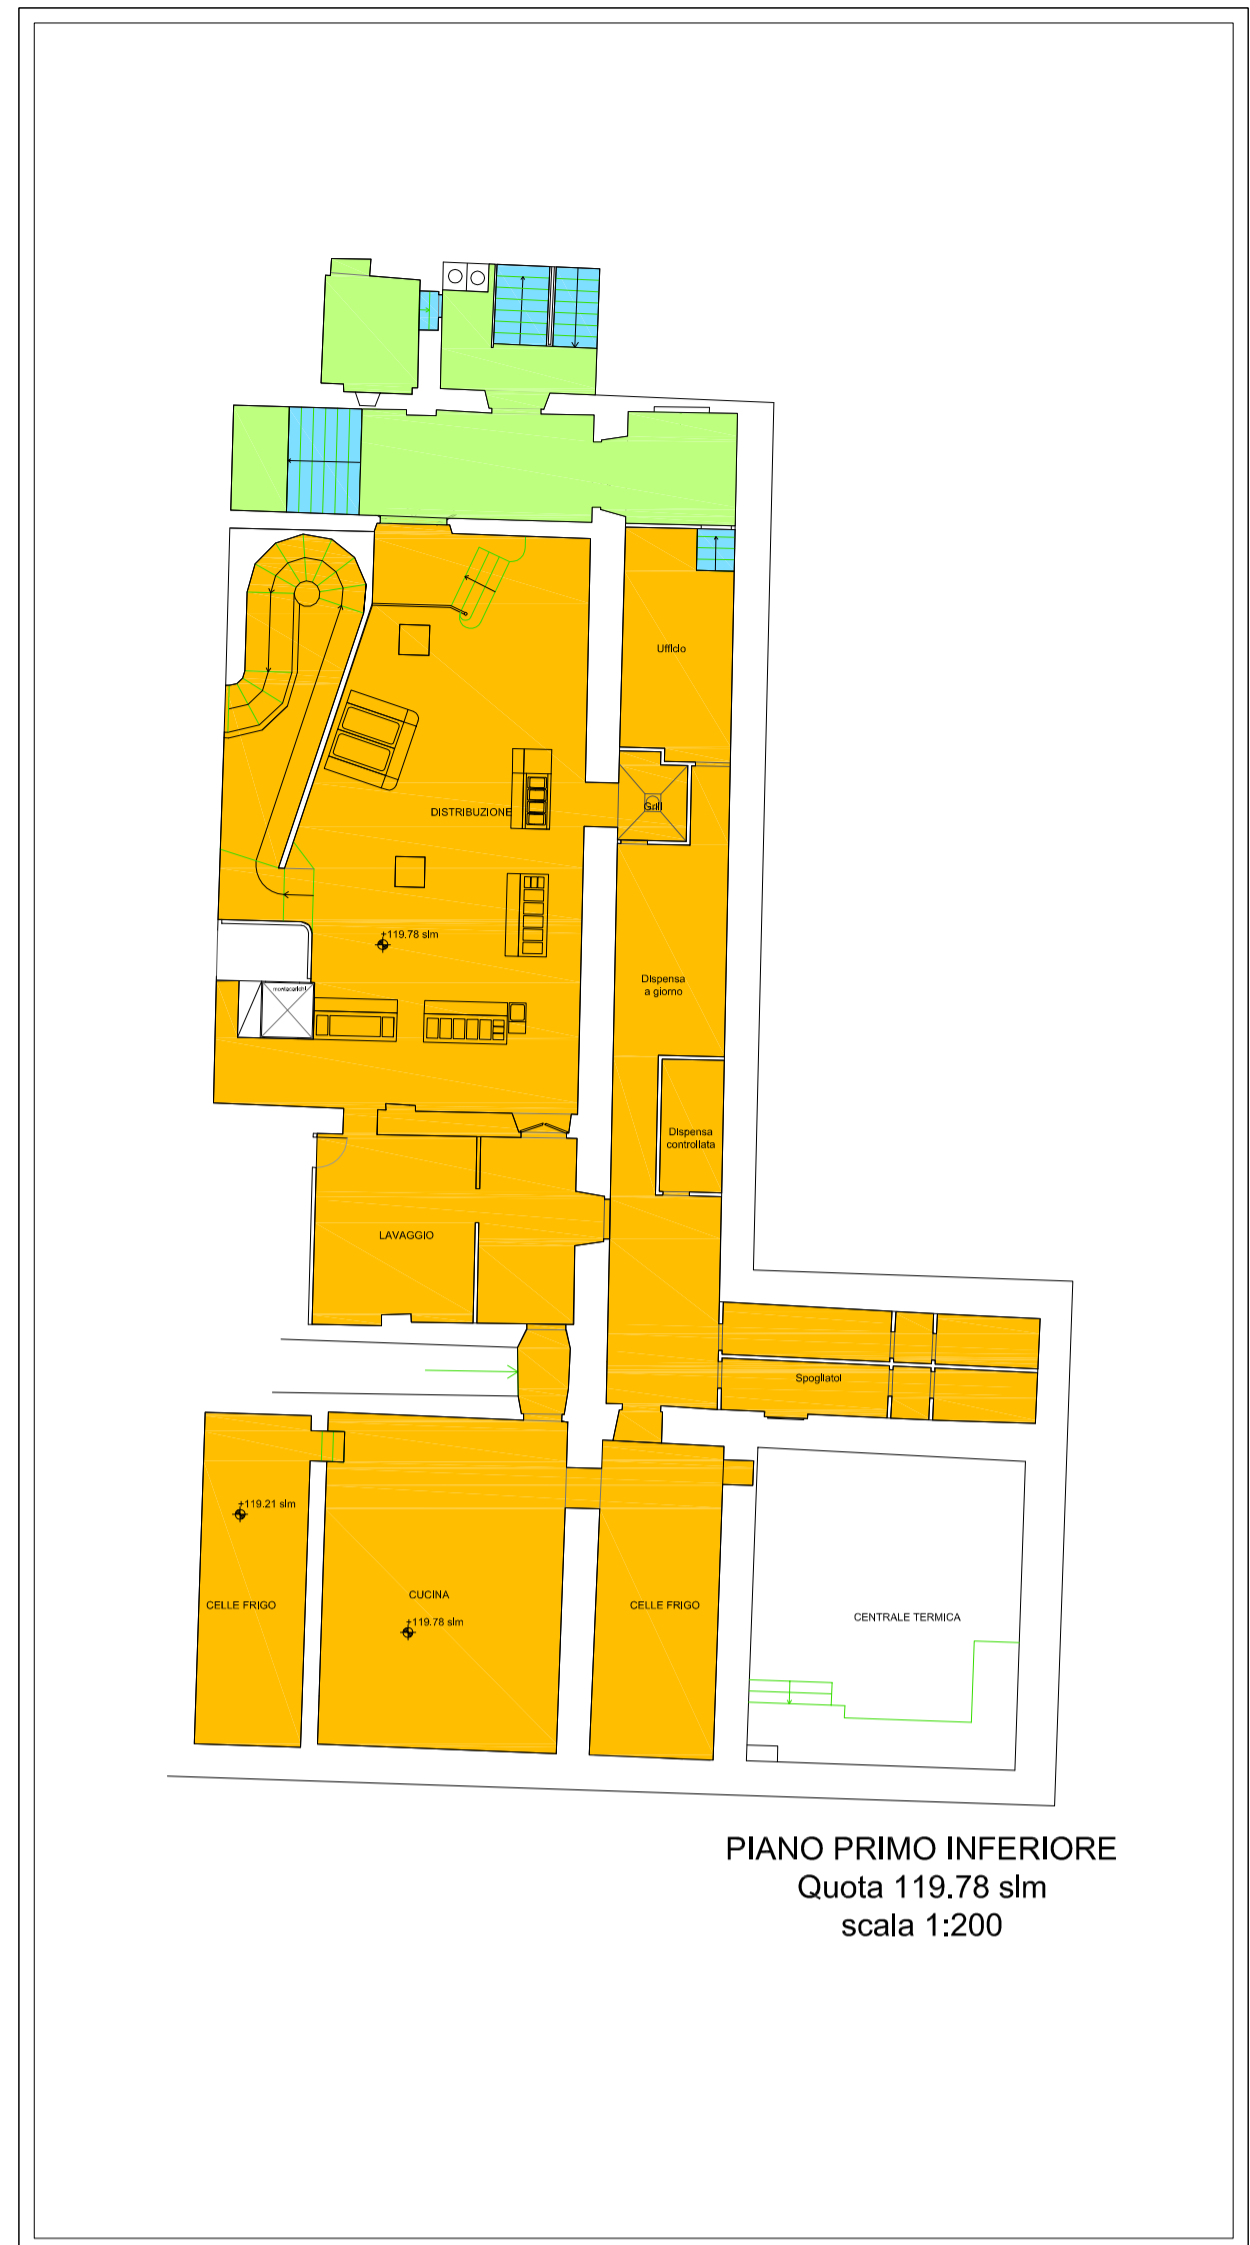 Ufficio
Grill
DISTRIBUZIONE
+119.78 slm
Dispensa
a giorno
montacarichi
Dispensa
controllata
LAVAGGIO
Spogliatoi
+119.21 slm
CUCINA
CELLE FRIGO
CELLE FRIGO
+119.78 slm
CENTRALE TERMICA
PIANO PRIMO INFERIORE
Quota 119.78 slm
scala 1:200